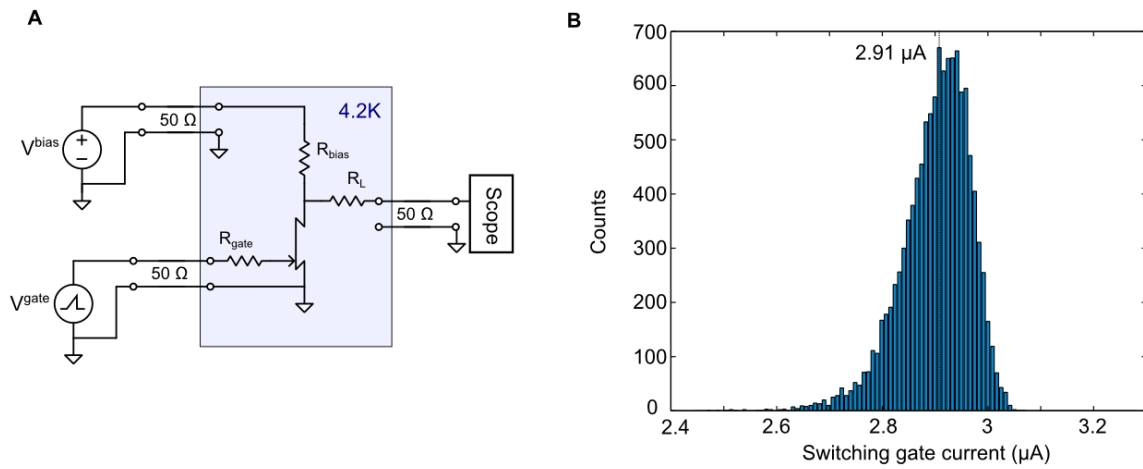 A
4.2K
50 Ω
V^bias
+
−
R_bias
R_L
50 Ω
Scope
R_gate
50 Ω
V^gate
B
700
600
500
400
300
200
100
0
Counts
2.91 µA
2.4
2.6
2.8
3
3.2
Switching gate current (µA)